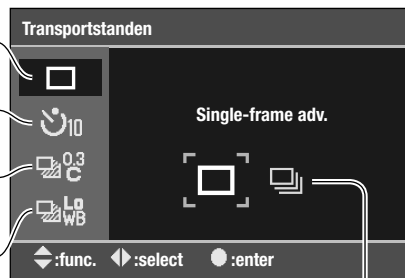 Transportstanden
10
Single-frame adv.
0.3
C
Lo
WB
:func. :select :enter